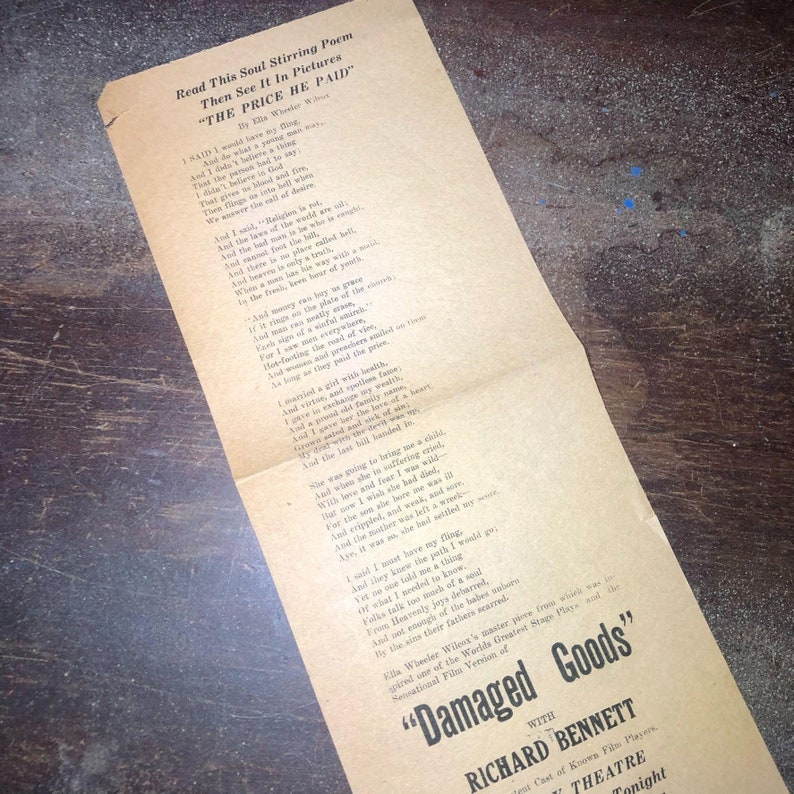 Read This Soul Stirring Poem
Then See It In Pictures
"THE PRICE HE PAID"
By Ella Wheeler Wilcox
I SAID I would have my fling,
And do what a young man may,
And I didn't believe a thing
That the parson had to say;
I didn't believe in God
That gives us blood and fire,
Then flings us into hell when
We answer the call of desire.
And I said, "Religion is rot,
And the laws of the world are nil;
And the bad man is he who is caught,
And cannot foot the bill,
And there is no place called hell,
And heaven is only a truth,
When a man has his way with a maid,
In the fresh, keen hour of youth.
"And money can buy us grace
If it rings on the plate of the church;
And man can neatly erase,
Each sign of a sinful smirch."
For I saw men everywhere,
Hot-footing the road of vice,
And women and preachers smiled on them
As long as they paid the price.
I married a girl with health,
And virtue, and spotless fame;
I gave in exchange my wealth,
And a proud old family name,
And I gave her the love of a heart
Grown sated and sick of sin;
My deal with the devil was up,
And the last bill handed in.
She was going to bring me a child,
And when she in suffering cried,
With love and fear I was wild—
But now I wish she had died,
For the son she bore me was ill
And crippled, and weak, and sore,
And the mother was left a wreck—
Aye, it was so, she had settled my score.
I said I must have my fling,
And they knew the path I would go;
Yet no one told me a thing
Of what I needed to know.
Folks talk too much of a soul
From Heavenly joys debarred,
And not enough of the babes unborn
By the sins their fathers scarred.
Ella Wheeler Wilcox's master piece from which was in-
spired one of the Worlds Greatest Stage Plays and the
Sensational Film Version of
"Damaged Goods"
WITH
RICHARD BENNETT
Cast of Known Film Players.
THEATRE
Tonight